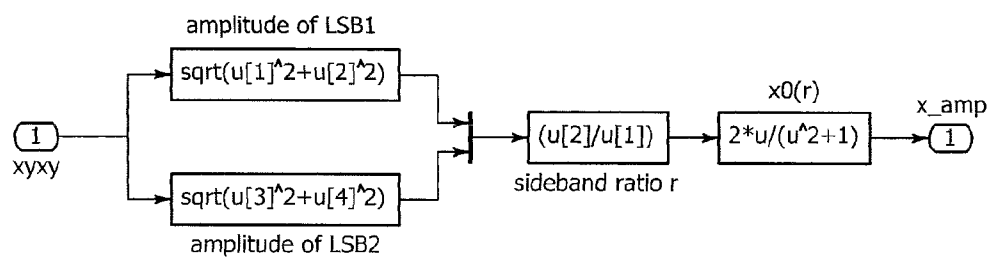 amplitude of LSB1
sqrt(u[1]^2+u[2]^2)
x0(r)
x_amp
1
(u[2]/u[1])
2*u/(u^2+1)
1
xyxy
sideband ratio r
sqrt(u[3]^2+u[4]^2)
amplitude of LSB2